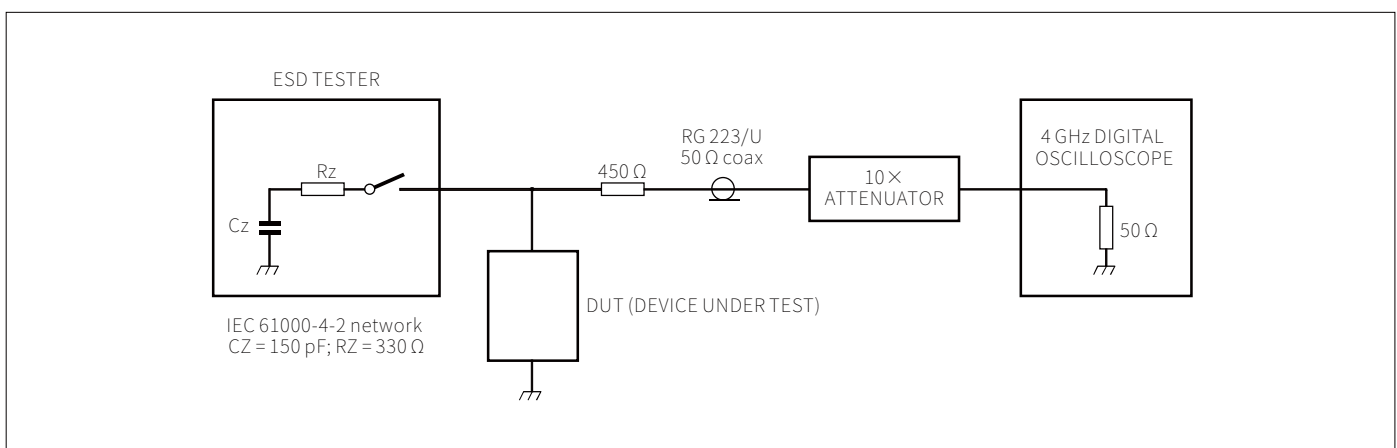 ESD TESTER
Rz
Cz
IEC 61000-4-2 network
CZ = 150 pF; RZ = 330 Ω
450 Ω
RG 223/U
50 Ω coax
10×
ATTENUATOR
4 GHz DIGITAL
OSCILLOSCOPE
50 Ω
DUT (DEVICE UNDER TEST)